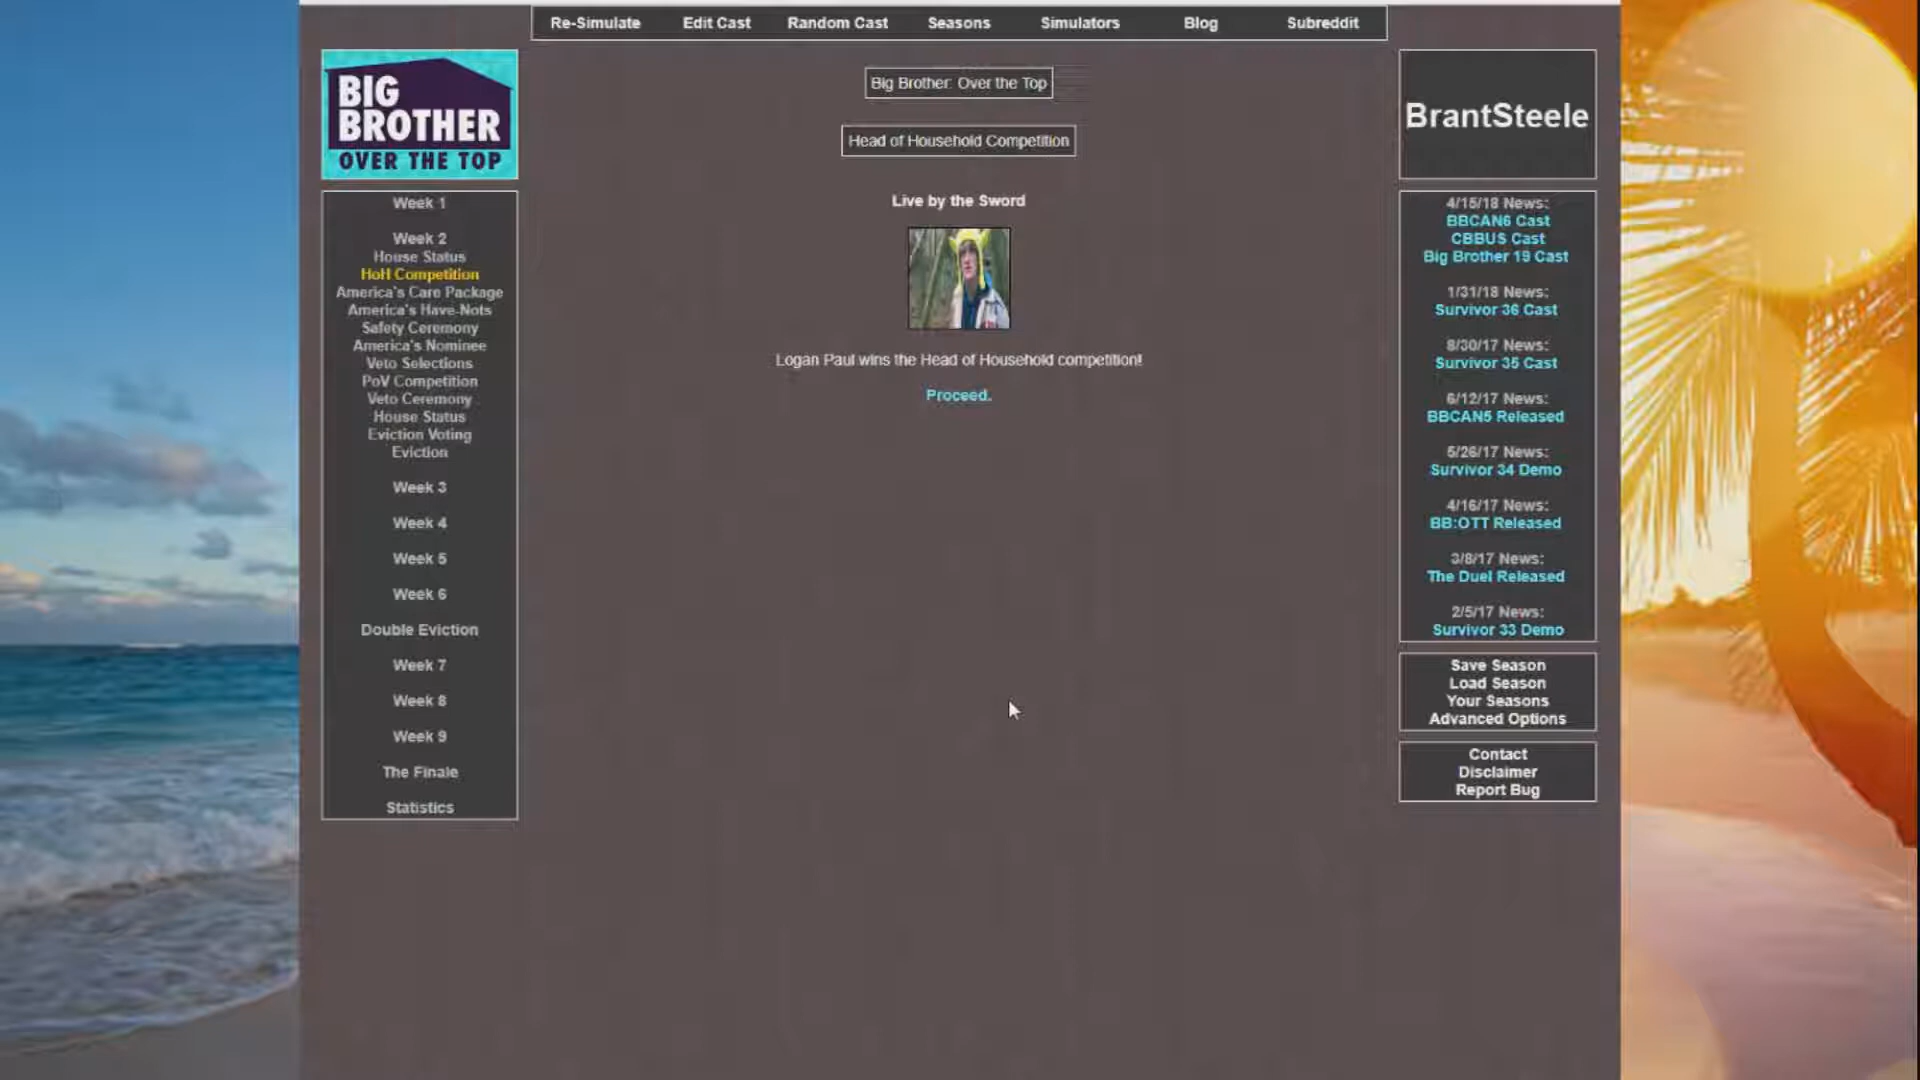 Re-Simulate Edit Cast Random Cast Seasons Simulators Blog Subreddit
BIG
BROTHER
OVER THE TOP
Week 1
Week 2
House Status
HoH Competition
America's Care Package
America's Have-Nots
Safety Ceremony
America's Nominee
Veto Selections
PoV Competition
Veto Ceremony
House Status
Eviction Voting
Eviction
Week 3
Week 4
Week 5
Week 6
Double Eviction
Week 7
Week 8
Week 9
The Finale
Statistics
Big Brother: Over the Top
Head of Household Competition
Live by the Sword
Logan Paul wins the Head of Household competition!
Proceed.
BrantSteele
4/15/18 News:
BBCAN6 Cast
CBBUS Cast
Big Brother 19 Cast
1/31/18 News:
Survivor 36 Cast
8/30/17 News:
Survivor 35 Cast
6/12/17 News:
BBCAN5 Released
5/26/17 News:
Survivor 34 Demo
4/16/17 News:
BB:OTT Released
3/8/17 News:
The Duel Released
2/5/17 News:
Survivor 33 Demo
Save Season
Load Season
Your Seasons
Advanced Options
Contact
Disclaimer
Report Bug